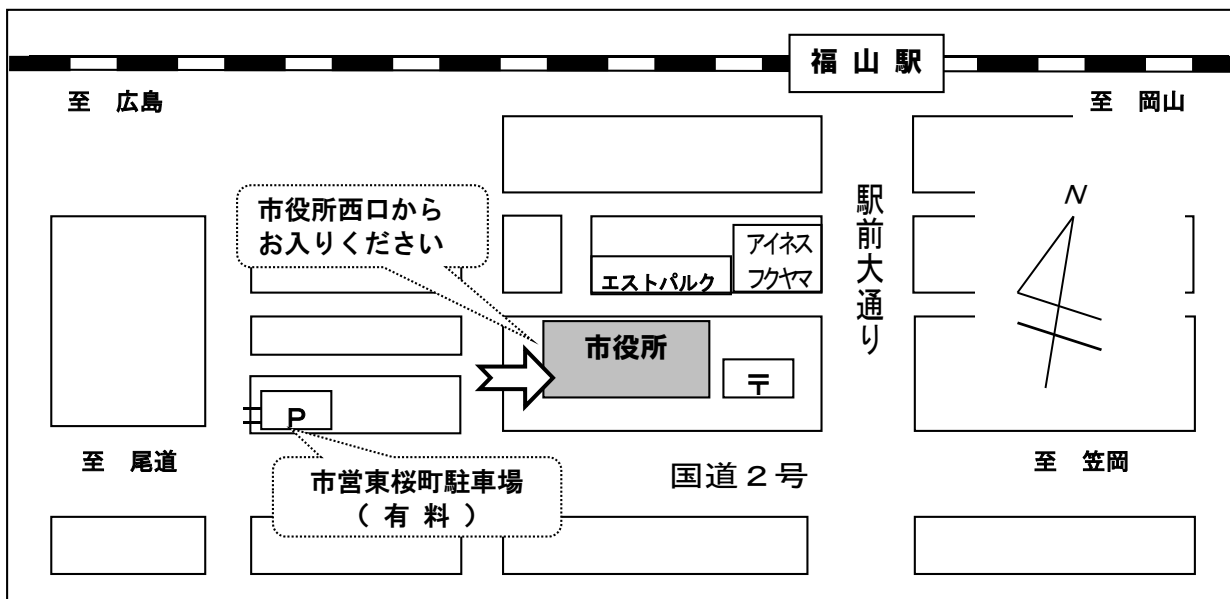 福山駅
至 広島
至 岡山
市役所西口から
お入りください
アイネス
フクヤマ
エストパルク
駅前大通り
N
市役所
〒
P
至 尾道
市営東桜町駐車場
（有料）
国道２号
至 笠岡